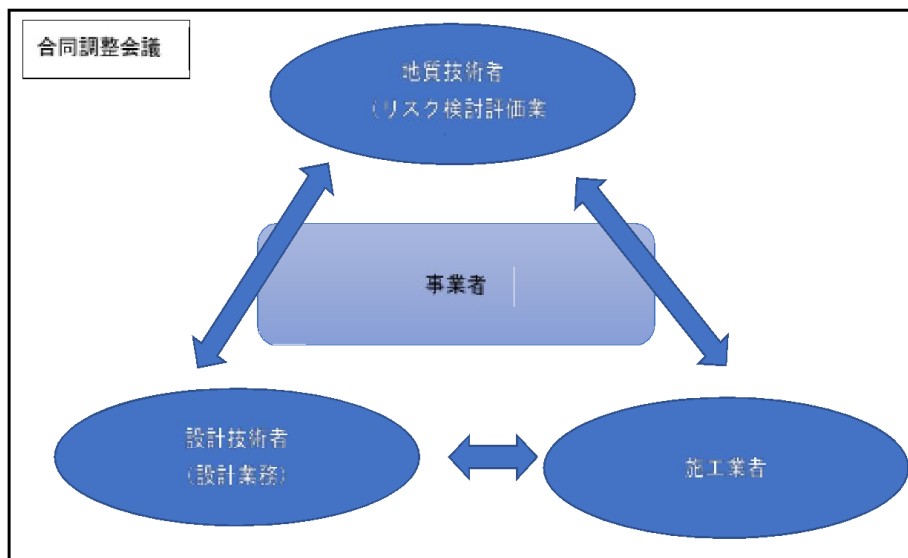 合同調整会議
地質技術者
（リスク検討評価業
事業者
設計技術者
（設計業務）
施工業者